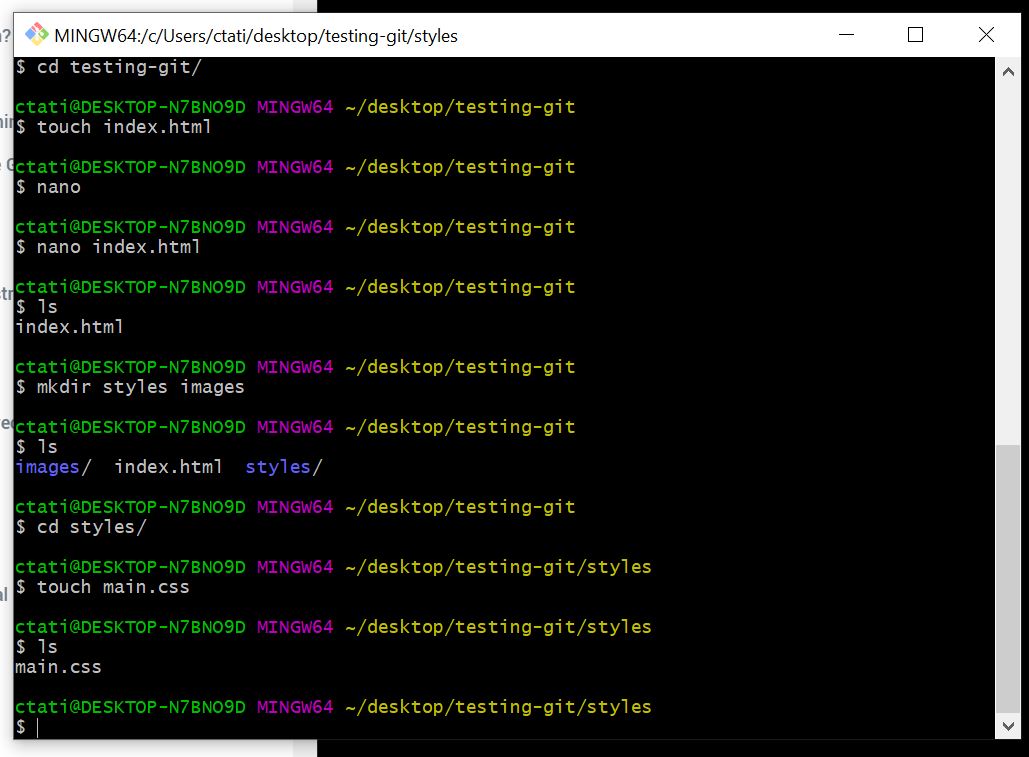 MINGW64:/c/Users/ctati/desktop/testing-git/styles
$ cd testing-git/
ctati@DESKTOP-N7BNO9D MINGW64 ~/desktop/testing-git
$ touch index.html
ctati@DESKTOP-N7BNO9D MINGW64 ~/desktop/testing-git
$ nano
ctati@DESKTOP-N7BNO9D MINGW64 ~/desktop/testing-git
$ nano index.html
ctati@DESKTOP-N7BNO9D MINGW64 ~/desktop/testing-git
$ ls
index.html
ctati@DESKTOP-N7BNO9D MINGW64 ~/desktop/testing-git
$ mkdir styles images
ctati@DESKTOP-N7BNO9D MINGW64 ~/desktop/testing-git
$ ls
images/  index.html  styles/
ctati@DESKTOP-N7BNO9D MINGW64 ~/desktop/testing-git
$ cd styles/
ctati@DESKTOP-N7BNO9D MINGW64 ~/desktop/testing-git/styles
$ touch main.css
ctati@DESKTOP-N7BNO9D MINGW64 ~/desktop/testing-git/styles
$ ls
main.css
ctati@DESKTOP-N7BNO9D MINGW64 ~/desktop/testing-git/styles
$